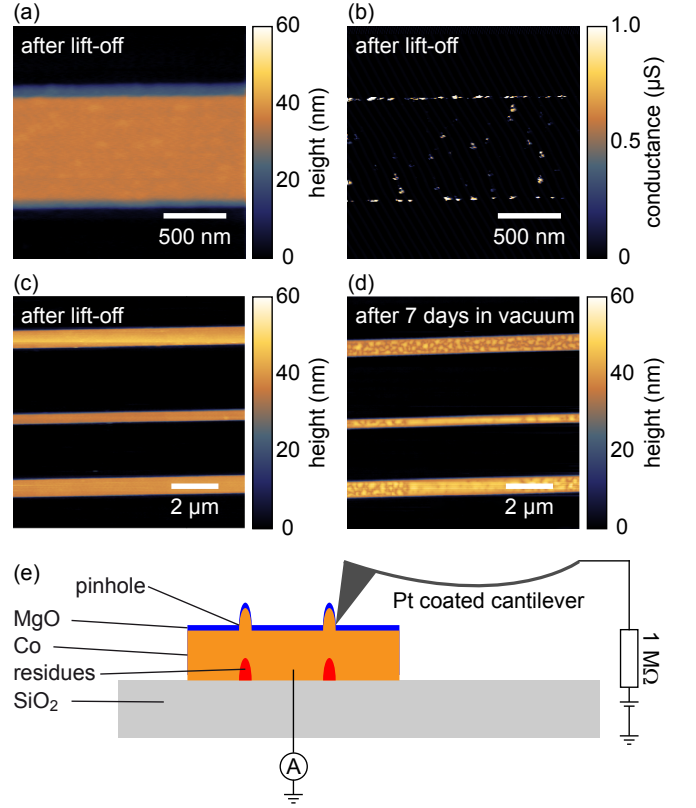 (a)
after lift-off
500 nm
60
40
20
0
height (nm)
(b)
after lift-off
500 nm
1.0
0.5
0
conductance (µS)
(c)
after lift-off
2 µm
60
40
20
0
height (nm)
(d)
after 7 days in vacuum
2 µm
60
40
20
0
height (nm)
(e)
pinhole
MgO
Co
residues
SiO₂
Pt coated cantilever
1 MΩ
A